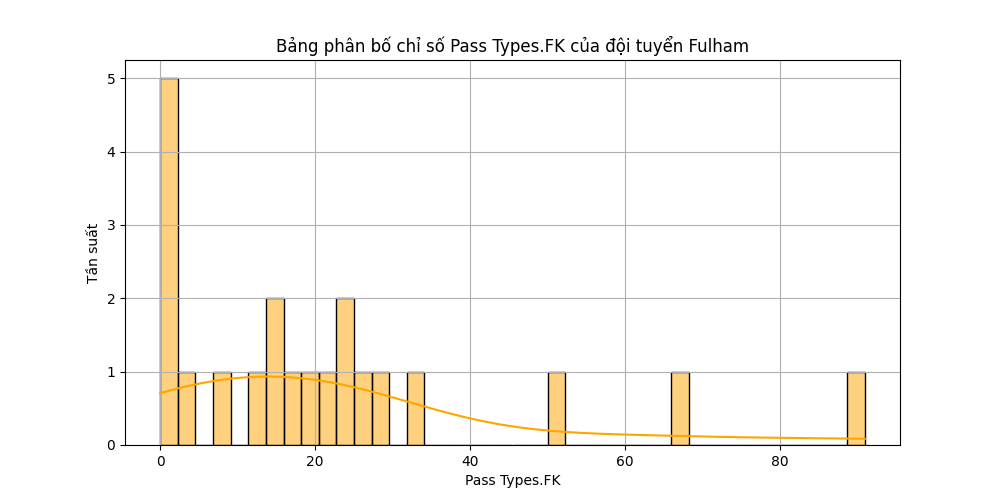 Bảng phân bố chỉ số Pass Types.FK của đội tuyển Fulham
Tần suất
5
4
3
2
1
0
0 20 40 60 80
Pass Types.FK